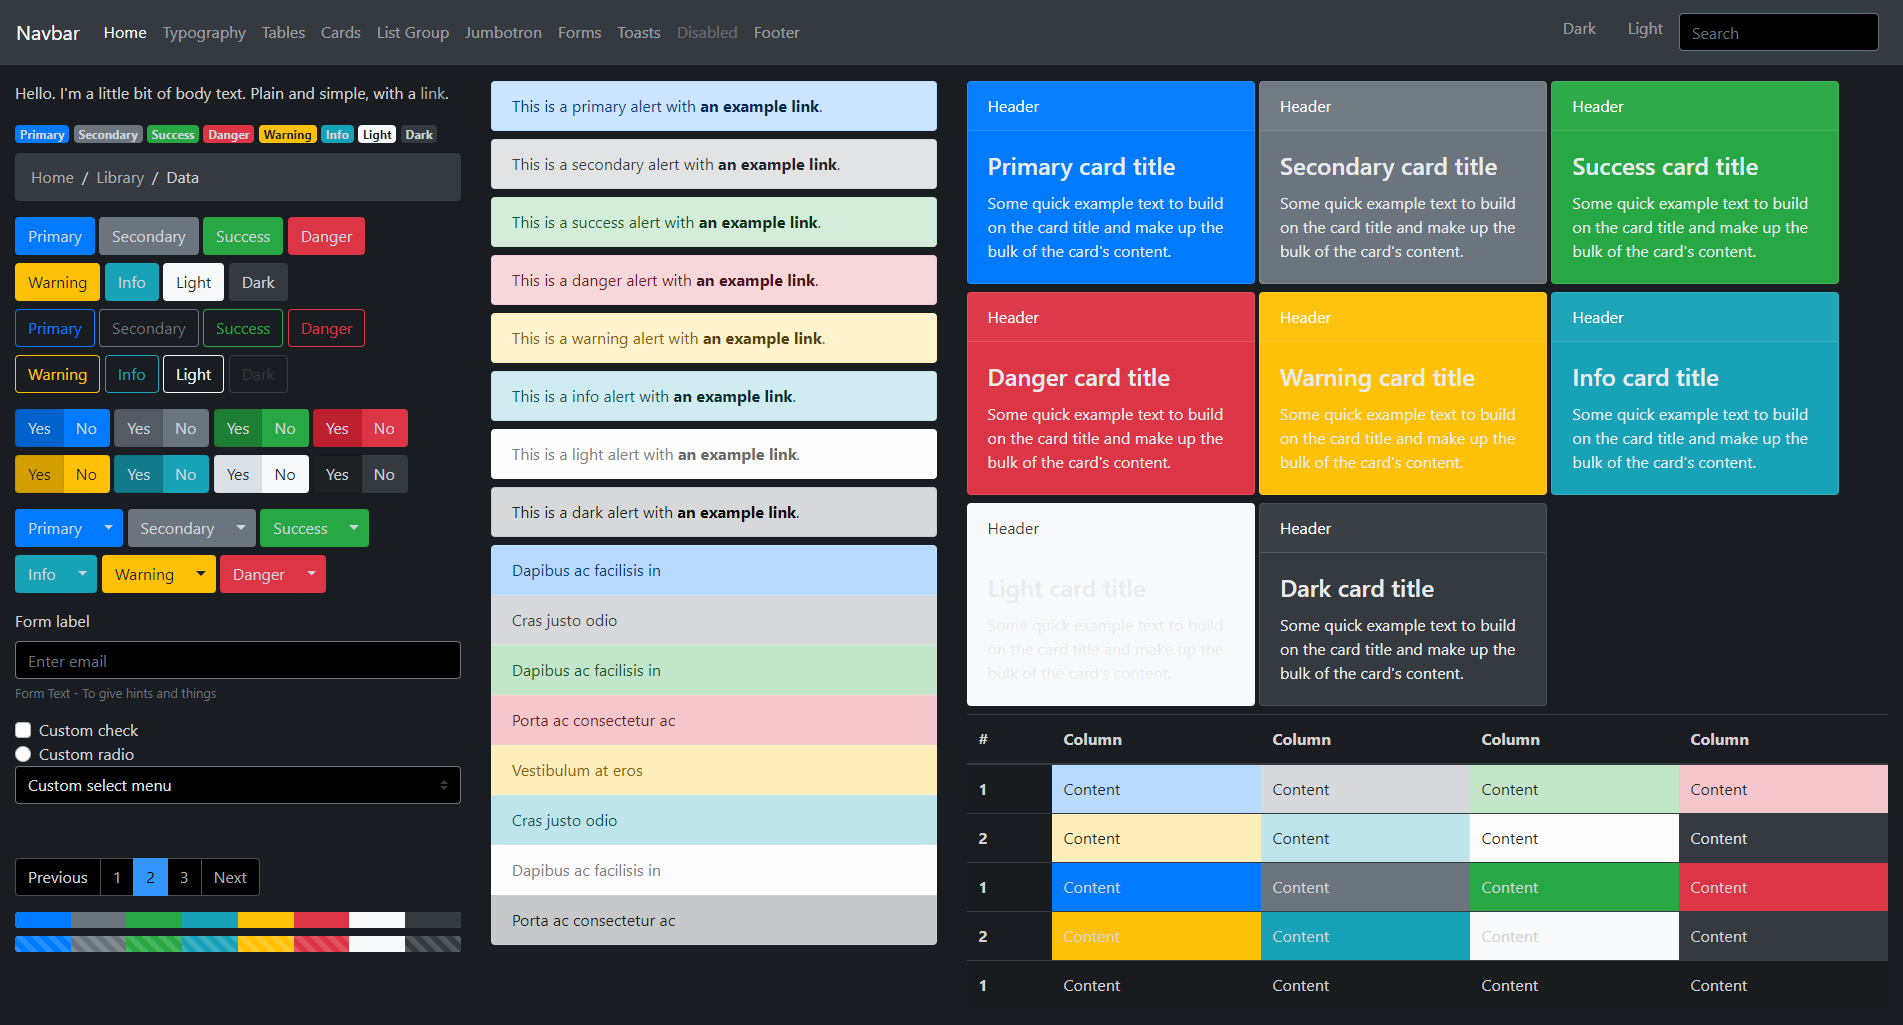 Navbar Home Typography Tables Cards List Group Jumbotron Forms Toasts Disabled Footer Dark Light Search
Hello. I'm a little bit of body text. Plain and simple, with a link.
Primary Secondary Success Danger Warning Info Light Dark
Home / Library / Data
Primary Secondary Success Danger
Warning Info Light Dark
Primary Secondary Success Danger
Warning Info Light Dark
Yes No Yes No Yes No Yes No
Yes No Yes No Yes No Yes No
Primary Secondary Success
Info Warning Danger
Form label
Enter email
Form Text - To give hints and things
Custom check
Custom radio
Custom select menu
Previous 1 2 3 Next
This is a primary alert with an example link.
This is a secondary alert with an example link.
This is a success alert with an example link.
This is a danger alert with an example link.
This is a warning alert with an example link.
This is a info alert with an example link.
This is a light alert with an example link.
This is a dark alert with an example link.
Dapibus ac facilisis in
Cras justo odio
Dapibus ac facilisis in
Porta ac consectetur ac
Vestibulum at eros
Cras justo odio
Dapibus ac facilisis in
Porta ac consectetur ac
Header
Primary card title
Some quick example text to build
on the card title and make up the
bulk of the card's content.
Header
Secondary card title
Some quick example text to build
on the card title and make up the
bulk of the card's content.
Header
Success card title
Some quick example text to build
on the card title and make up the
bulk of the card's content.
Header
Danger card title
Some quick example text to build
on the card title and make up the
bulk of the card's content.
Header
Warning card title
Some quick example text to build
on the card title and make up the
bulk of the card's content.
Header
Info card title
Some quick example text to build
on the card title and make up the
bulk of the card's content.
Header
Light card title
Some quick example text to build
on the card title and make up the
bulk of the card's content.
Header
Dark card title
Some quick example text to build
on the card title and make up the
bulk of the card's content.
# Column Column Column Column
1 Content Content Content Content
2 Content Content Content Content
1 Content Content Content Content
2 Content Content Content Content
1 Content Content Content Content